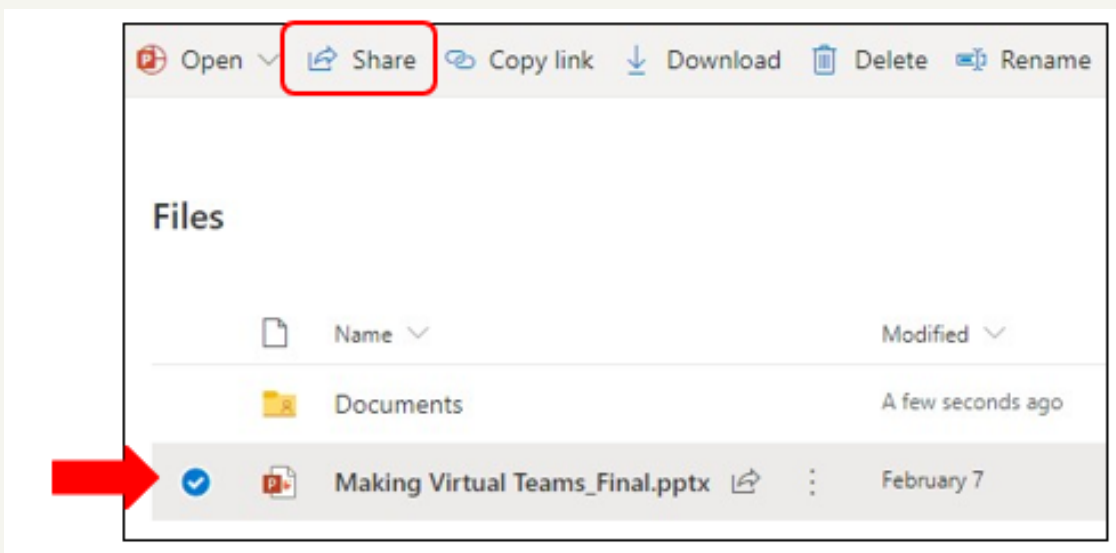 Open Share Copy link Download Delete Rename
Files
Name Modified
Documents A few seconds ago
Making Virtual Teams_Final.pptx February 7